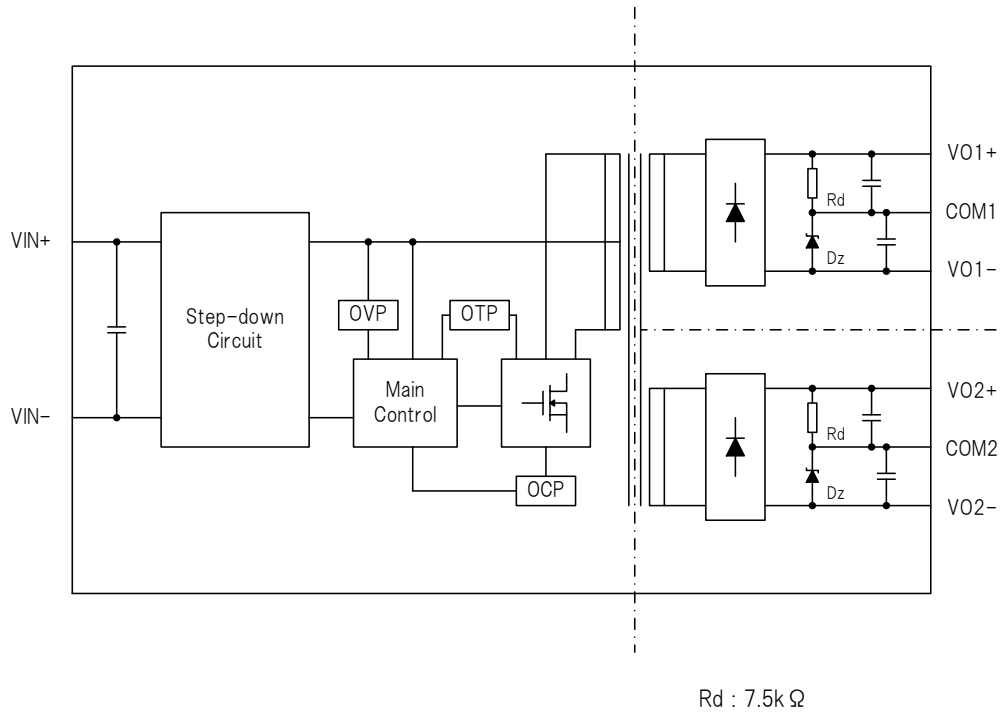 VO1+
Rd
COM1
VIN+
Dz
VO1-
OVP
OTP
Step-down
Circuit
Main
Control
VO2+
VIN-
Rd
COM2
OCP
Dz
VO2-
Rd : 7.5k Ω